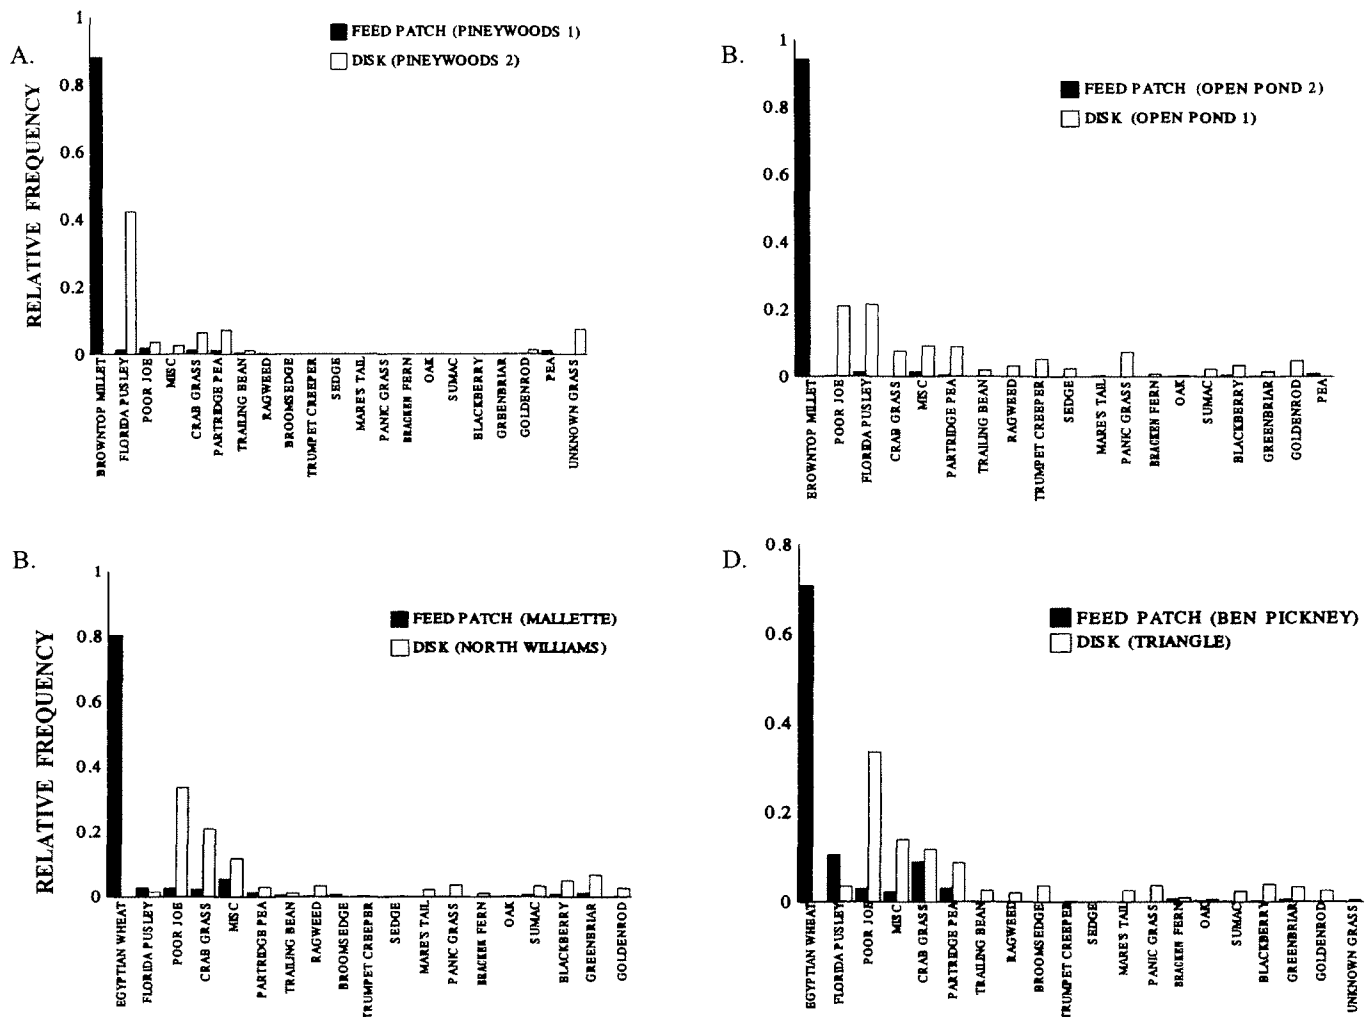 A.
RELATIVE FREQUENCY
1
0.8
0.6
0.4
0.2
0
FEED PATCH (PINEYWOODS 1)
DISK (PINEYWOODS 2)
BROWNTOP MILLET
FLORIDA PUSLEY
POOR JOE
MISC
CRAB GRASS
PARTRIDGE PEA
TRAILING BEAN
RAGWEED
BROOMSEDGE
TRUMPET CREEPER
SEDGE
MARE'S TAIL
PANIC GRASS
BRACKEN FERN
OAK
SUMAC
BLACKBERRY
GREENBRIAR
GOLDENROD
PEA
UNKNOWN GRASS
B.
1
0.8
0.6
0.4
0.2
0
FEED PATCH (OPEN POND 2)
DISK (OPEN POND 1)
BROWNTOP MILLET
POOR JOE
FLORIDA PUSLEY
CRAB GRASS
MISC
PARTRIDGE PEA
TRAILING BEAN
RAGWEED
TRUMPET CREEPER
SEDGE
MARE'S TAIL
PANIC GRASS
BRACKEN FERN
OAK
SUMAC
BLACKBERRY
GREENBRIAR
GOLDENROD
PEA
B.
RELATIVE FREQUENCY
1
0.8
0.6
0.4
0.2
0
FEED PATCH (MALLETTE)
DISK (NORTH WILLIAMS)
EGYPTIAN WHEAT
FLORIDA PUSLEY
POOR JOE
CRAB GRASS
MISC
PARTRIDGE PEA
TRAILING BEAN
RAGWEED
BROOMSEDGE
TRUMPET CREEPER
SEDGE
MARE'S TAIL
PANIC GRASS
BRACKEN FERN
OAK
SUMAC
BLACKBERRY
GREENBRIAR
GOLDENROD
D.
0.8
0.6
0.4
0.2
0
FEED PATCH (BEN PICKNEY)
DISK (TRIANGLE)
EGYPTIAN WHEAT
FLORIDA PUSLEY
POOR JOE
MISC
CRAB GRASS
PARTRIDGE PEA
TRAILING BEAN
RAGWEED
BROOMSEDGE
TRUMPET CREEPER
SEDGE
MARE'S TAIL
PANIC GRASS
BRACKEN FERN
OAK
SUMAC
BLACKBERRY
GREENBRIAR
GOLDENROD
UNKNOWN GRASS